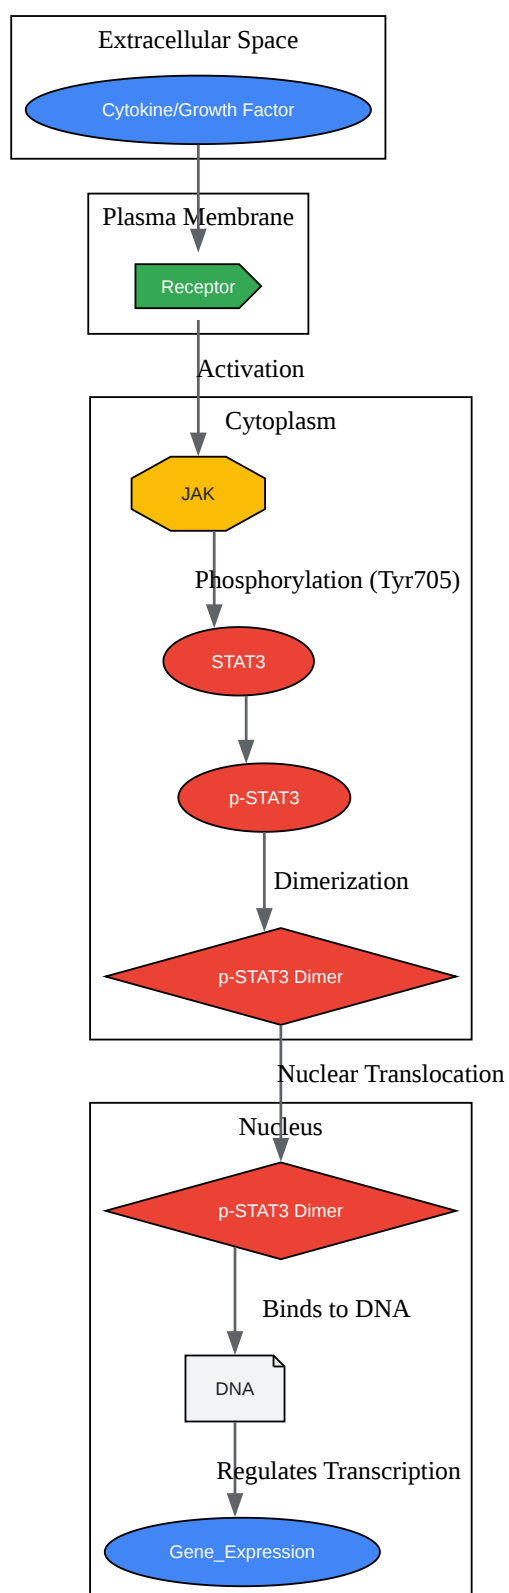 Extracellular Space
Cytokine/Growth Factor
Plasma Membrane
Receptor
Activation
Cytoplasm
JAK
Phosphorylation (Tyr705)
STAT3
p-STAT3
Dimerization
p-STAT3 Dimer
Nuclear Translocation
Nucleus
p-STAT3 Dimer
Binds to DNA
DNA
Regulates Transcription
Gene_Expression